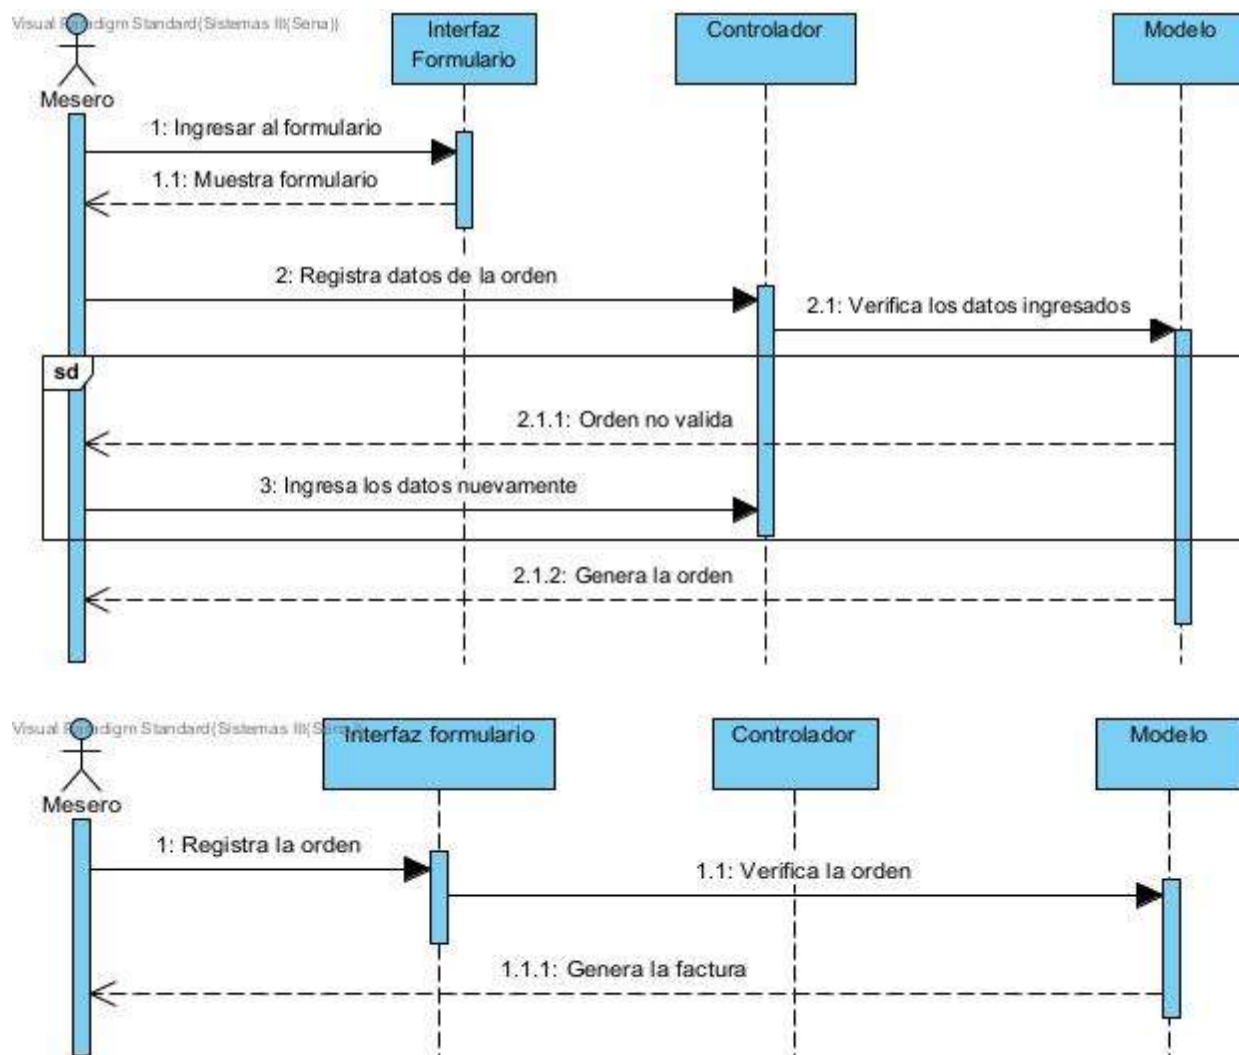 Visual Paradigm Standard(Sistemas III(Sena))
Interfaz
Formulario
Controlador
Modelo
Mesero
1: Ingresar al formulario
1.1: Muestra formulario
2: Registra datos de la orden
2.1: Verifica los datos ingresados
sd
2.1.1: Orden no valida
3: Ingresa los datos nuevamente
2.1.2: Genera la orden
Visual Paradigm Standard(Sistemas III(
Interfaz formulario
Controlador
Modelo
Mesero
1: Registra la orden
1.1: Verifica la orden
1.1.1: Genera la factura